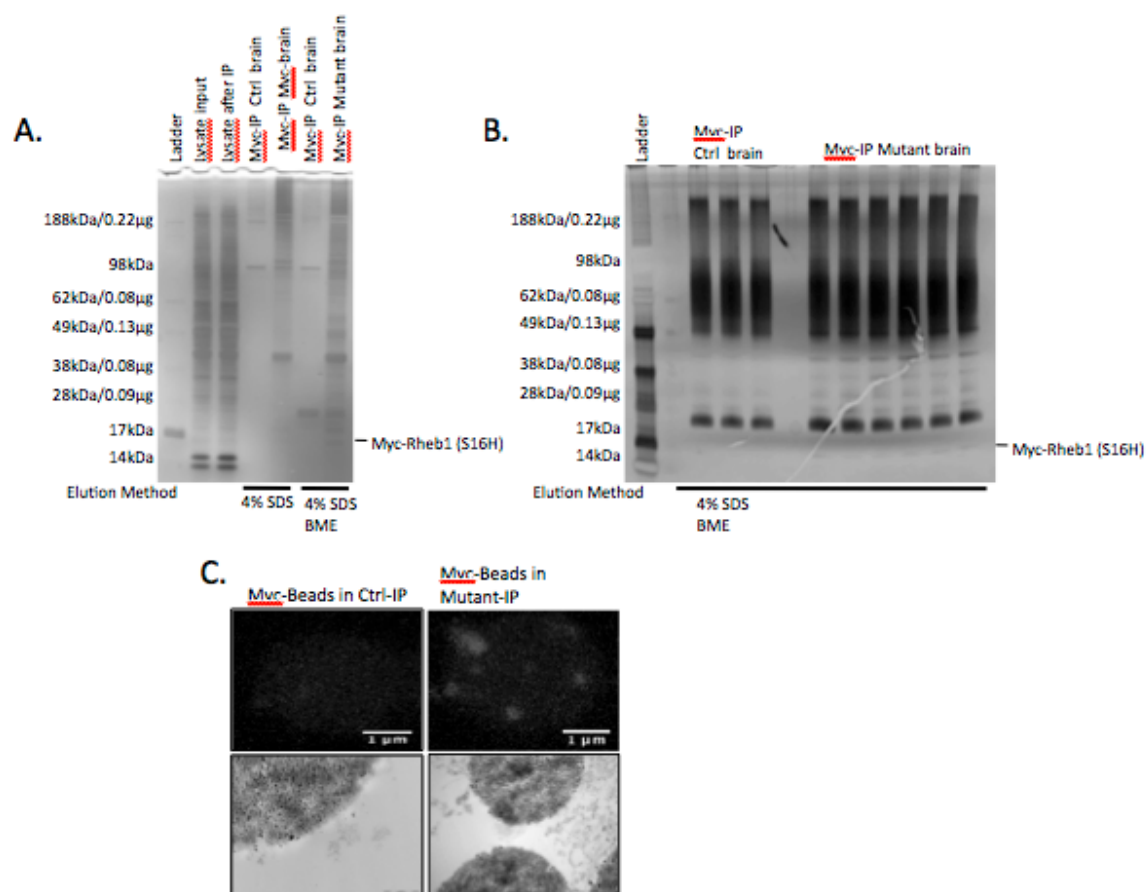 A.
Ladder
Lysate input
Lysate after IP
Myc-IP Ctrl brain
Myc-IP Myc-brain
Myc-IP Ctrl brain
Myc-IP Mutant brain
188kDa/0.22µg
98kDa
62kDa/0.08µg
49kDa/0.13µg
38kDa/0.08µg
28kDa/0.09µg
17kDa
14kDa
Myc-Rheb1 (S16H)
Elution Method
4% SDS
4% SDS
BME
B.
Ladder
Myc-IP
Ctrl brain
Myc-IP Mutant brain
188kDa/0.22µg
98kDa
62kDa/0.08µg
49kDa/0.13µg
38kDa/0.08µg
28kDa/0.09µg
17kDa
14kDa
Myc-Rheb1 (S16H)
Elution Method
4% SDS
BME
C.
Myc-Beads in Ctrl-IP
Myc-Beads in
Mutant-IP
1 µm
1 µm